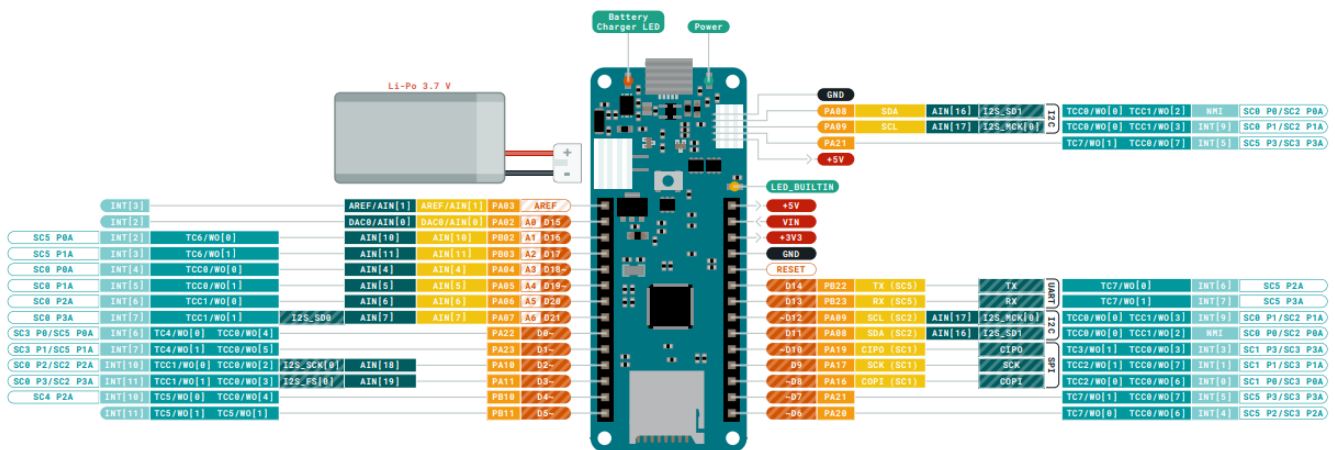 Battery
Charger LED
Power
Li-Po 3.7 V
+
-
GND
PA08 SDA AIN[16] I2S_SD1 I2C TCC0/WO[0] TCC1/WO[2] NMI SC0 P0/SC2 P0A
PA09 SCL AIN[17] I2S_MCK[0] TCC0/WO[0] TCC1/WO[3] INT[9] SC0 P1/SC2 P1A
PA21 TC7/WO[1] TCC0/WO[7] INT[5] SC5 P3/SC3 P3A
+5V
LED_BUILTIN
INT[3] AREF/AIN[1] AREF/AIN[1] PA03 AREF
INT[2] DAC0/AIN[0] DAC0/AIN[0] PA02 A0 D15
SC5 P0A INT[2] TC6/WO[0] AIN[10] AIN[10] PB02 A1 D16
SC5 P1A INT[3] TC6/WO[1] AIN[11] AIN[11] PB03 A2 D17
SC0 P0A INT[4] TCC0/WO[0] AIN[4] AIN[4] PA04 A3 D18~
SC0 P1A INT[5] TCC0/WO[1] AIN[5] AIN[5] PA05 A4 D19~
SC0 P2A INT[6] TCC1/WO[0] AIN[6] AIN[6] PA06 A5 D20
SC0 P3A INT[7] TCC1/WO[1] I2S_SD0 AIN[7] AIN[7] PA07 A6 D21
SC3 P0/SC5 P0A INT[6] TC4/WO[0] TCC0/WO[4] PA22 D0~
SC3 P1/SC5 P1A INT[7] TC4/WO[1] TCC0/WO[5] PA23 D1~
SC0 P2/SC2 P2A INT[10] TCC1/WO[0] TCC0/WO[2] I2S_SCK[0] AIN[18] PA10 D2~
SC0 P3/SC2 P3A INT[11] TCC1/WO[1] TCC0/WO[3] I2S_FS[0] AIN[19] PA11 D3~
SC4 P2A INT[10] TC5/WO[0] TCC0/WO[4] PB10 D4~
INT[11] TC5/WO[1] TC5/WO[1] PB11 D5~
+5V
VIN
+3V3
GND
RESET
~D14 PB22 TX (SC5) TX UART TC7/WO[0] INT[6] SC5 P2A
D13 PB23 RX (SC5) RX TC7/WO[1] INT[7] SC5 P3A
~D12 PA09 SCL (SC2) AIN[17] I2S_MCK[0] I2C TCC0/WO[0] TCC1/WO[3] INT[9] SC0 P1/SC2 P1A
D11 PA08 SDA (SC2) AIN[16] I2S_SD1 TCC0/WO[0] TCC1/WO[2] NMI SC0 P0/SC2 P0A
~D10 PA19 CIPO (SC1) CIPO SPI TC3/WO[1] TCC0/WO[3] INT[3] SC1 P3/SC3 P3A
D9 PA17 SCK (SC1) SCK TCC2/WO[1] TCC0/WO[7] INT[1] SC1 P1/SC3 P1A
~D8 PA16 COPI (SC1) COPI TCC2/WO[0] TCC0/WO[6] INT[0] SC1 P0/SC3 P0A
~D7 PA21 TC7/WO[1] TCC0/WO[7] INT[5] SC5 P3/SC3 P3A
~D6 PA20 TC7/WO[0] TCC0/WO[6] INT[4] SC5 P2/SC3 P2A